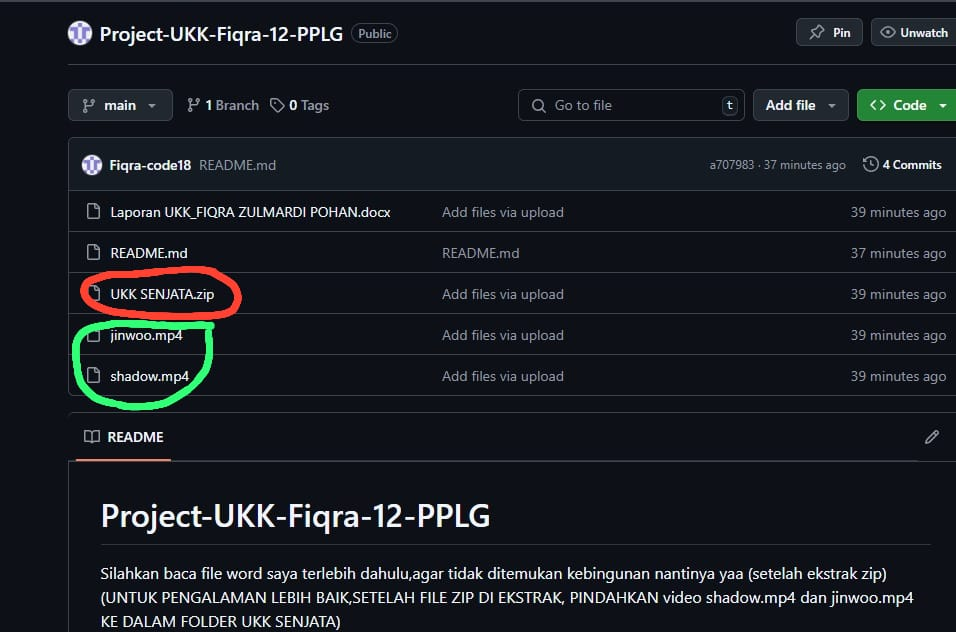 Project-UKK-Fiqra-12-PPLG Public Pin Unwatch
main 1 Branch 0 Tags Go to file t Add file Code
Fiqra-code18 README.md a707983 · 37 minutes ago 4 Commits
Laporan UKK_FIQRA ZULMARDI POHAN.docx Add files via upload 39 minutes ago
README.md README.md 37 minutes ago
UKK SENJATA.zip Add files via upload 39 minutes ago
jinwoo.mp4 Add files via upload 39 minutes ago
shadow.mp4 Add files via upload 39 minutes ago
README
Project-UKK-Fiqra-12-PPLG
Silahkan baca file word saya terlebih dahulu,agar tidak ditemukan kebingunan nantinya yaa (setelah ekstrak zip)
(UNTUK PENGALAMAN LEBIH BAIK,SETELAH FILE ZIP DI EKSTRAK, PINDAHKAN video shadow.mp4 dan jinwoo.mp4
KE DALAM FOLDER UKK SENJATA)